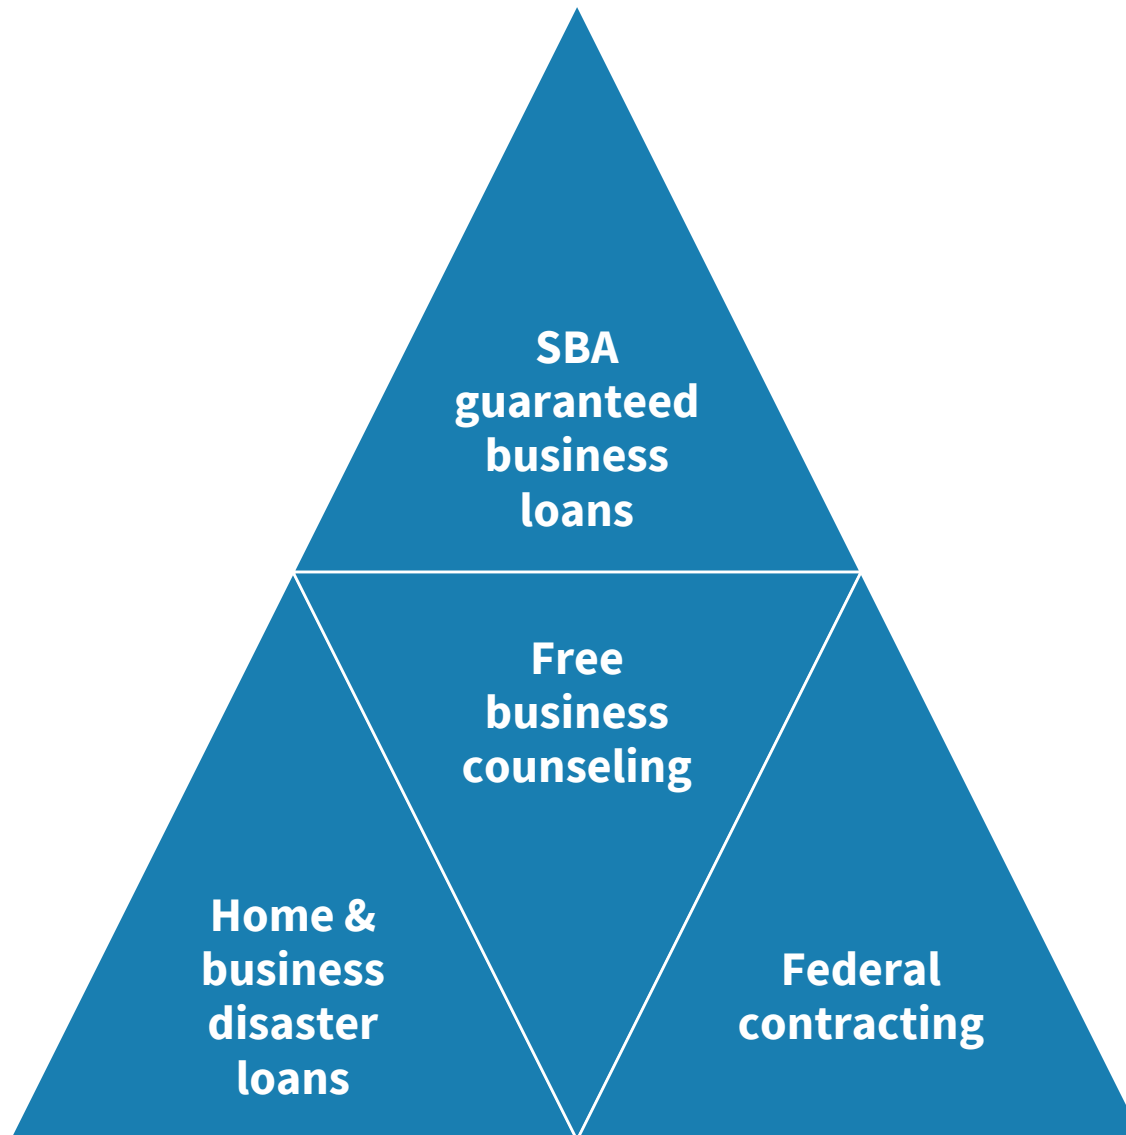 SBA
guaranteed
business
loans
Free
business
counseling
Home &
business
disaster
loans
Federal
contracting